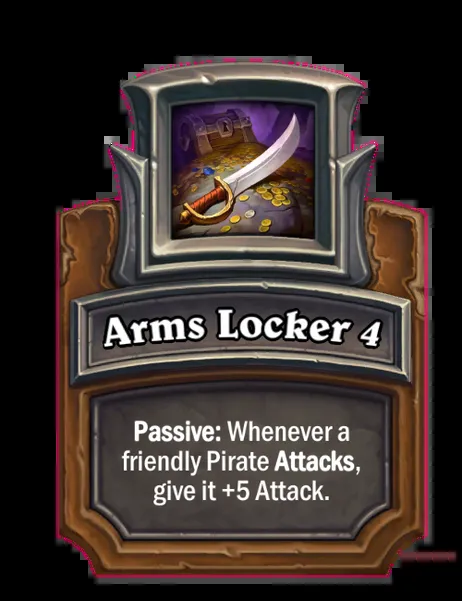 Arms Locker 4
Passive: Whenever a
friendly Pirate Attacks,
give it +5 Attack.